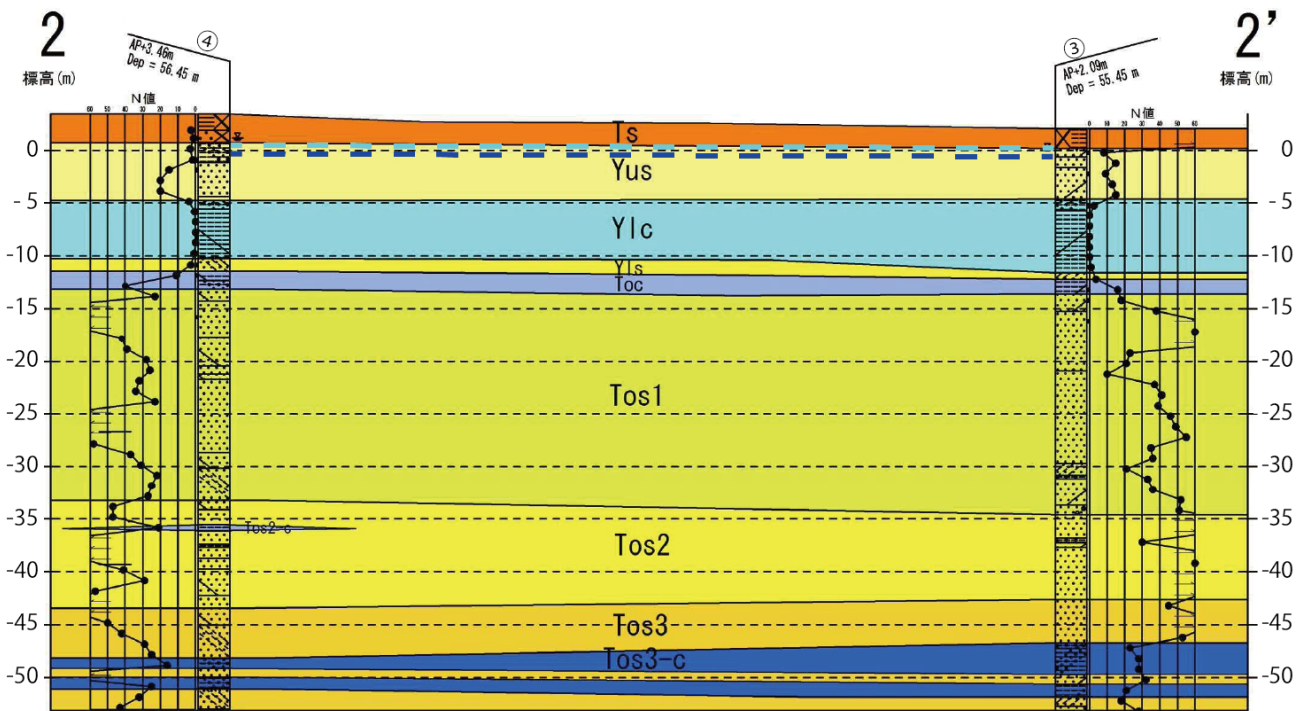 2
④
③
2’
AP+3.46m
Dep = 56.45 m
AP+2.09m
Dep = 55.45 m
標高(m)
標高(m)
N値
N値
60 50 40 30 20 10 0
0 10 20 30 40 50 60
Ts
0
0
Yus
-5
-5
Ylc
-10
-10
Yls
Toc
-15
-15
-20
-20
Tos1
-25
-25
-30
-30
-35
-35
Tos2-c
Tos2
-40
-40
-45
-45
Tos3
Tos3-c
-50
-50